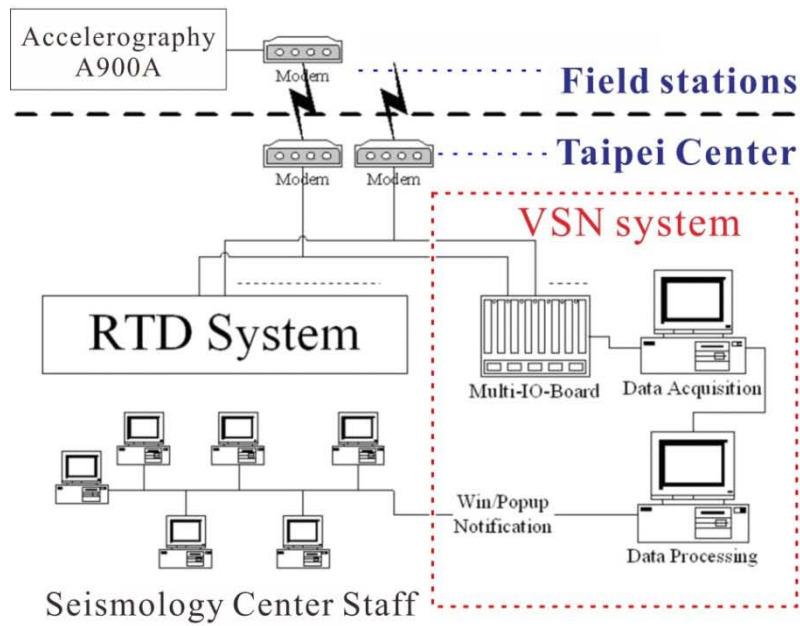 Accelerography
A900A
Modem
Field stations
Taipei Center
Modem
Modem
VSN system
RTD System
Multi-IO-Board
Data Acquisition
Win/Popup
Notification
Data Processing
Seismology Center Staff